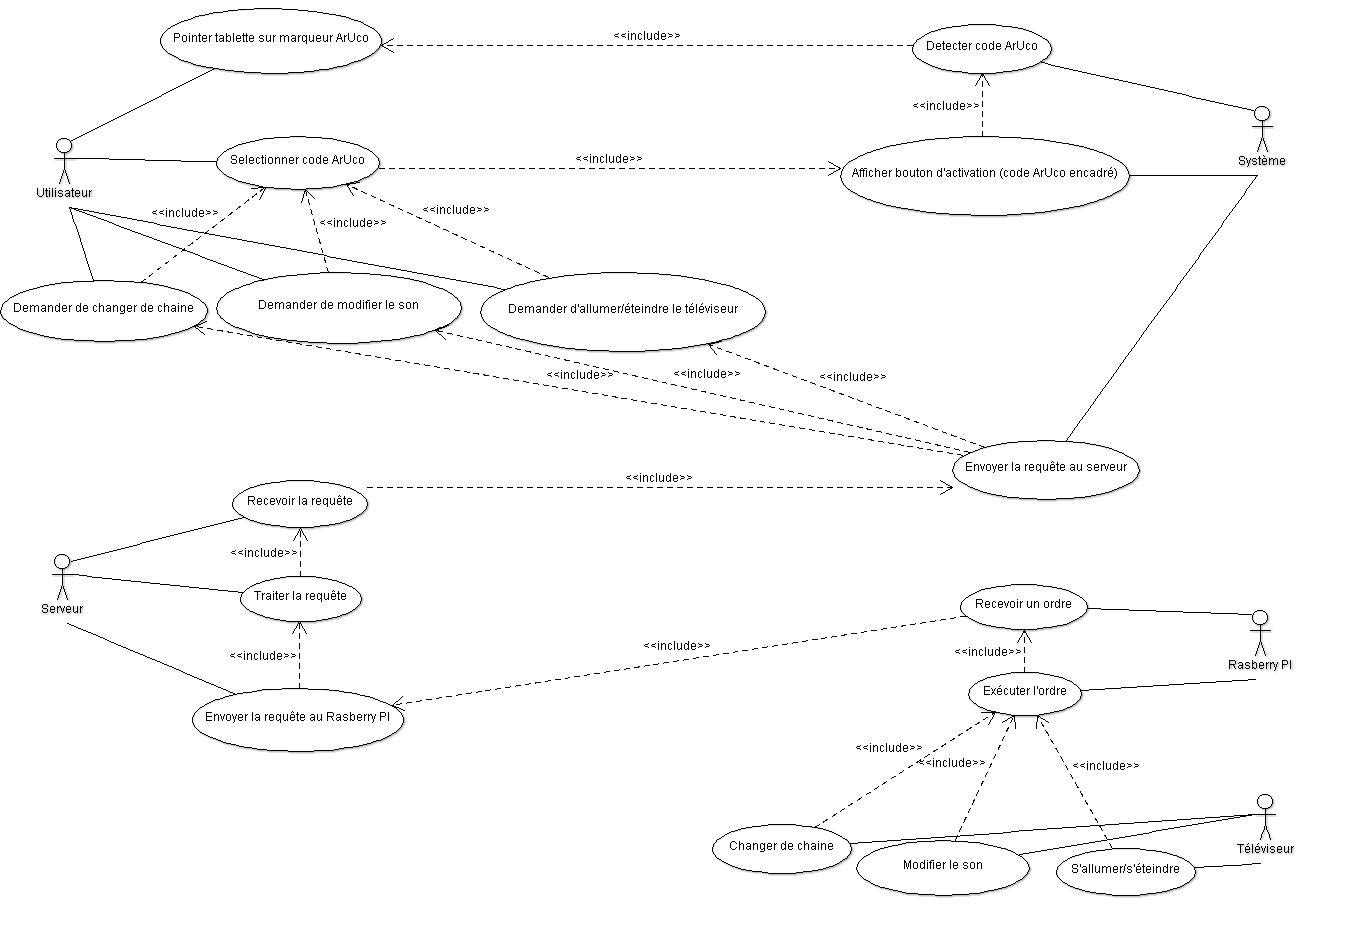 Pointer tablette sur marqueur ArUco
<<include>>
Detecter code ArUco
<<include>>
Utilisateur
Selectionner code ArUco
<<include>>
Afficher bouton d'activation (code ArUco encadré)
Système
<<include>>
<<include>>
<<include>>
Demander de changer de chaine
Demander de modifier le son
Demander d'allumer/éteindre le téléviseur
<<include>>
<<include>>
<<include>>
Envoyer la requête au serveur
Recevoir la requête
<<include>>
<<include>>
Serveur
Traiter la requête
<<include>>
Envoyer la requête au Rasberry PI
<<include>>
Recevoir un ordre
<<include>>
Rasberry PI
Exécuter l'ordre
<<include>>
<<include>>
<<include>>
Changer de chaine
Modifier le son
S'allumer/s'éteindre
Téléviseur